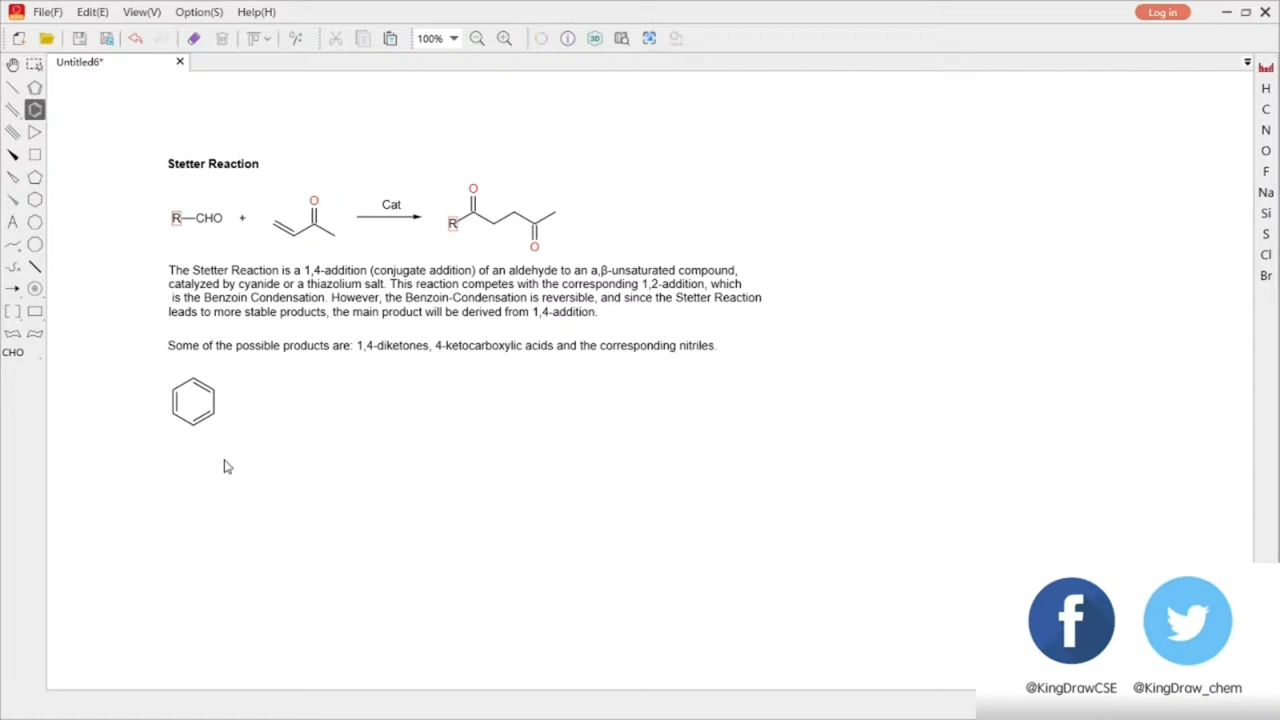 File(F) Edit(E) View(V) Option(S) Help(H) Log in
100%
3D
Untitled6*
A
CHO
H
C
N
O
F
Na
Si
S
Cl
Br
Stetter Reaction
R—CHO + O Cat R O O
The Stetter Reaction is a 1,4-addition (conjugate addition) of an aldehyde to an a,β-unsaturated compound,
catalyzed by cyanide or a thiazolium salt. This reaction competes with the corresponding 1,2-addition, which
is the Benzoin Condensation. However, the Benzoin-Condensation is reversible, and since the Stetter Reaction
leads to more stable products, the main product will be derived from 1,4-addition.
Some of the possible products are: 1,4-diketones, 4-ketocarboxylic acids and the corresponding nitriles.
@KingDrawCSE @KingDraw_chem